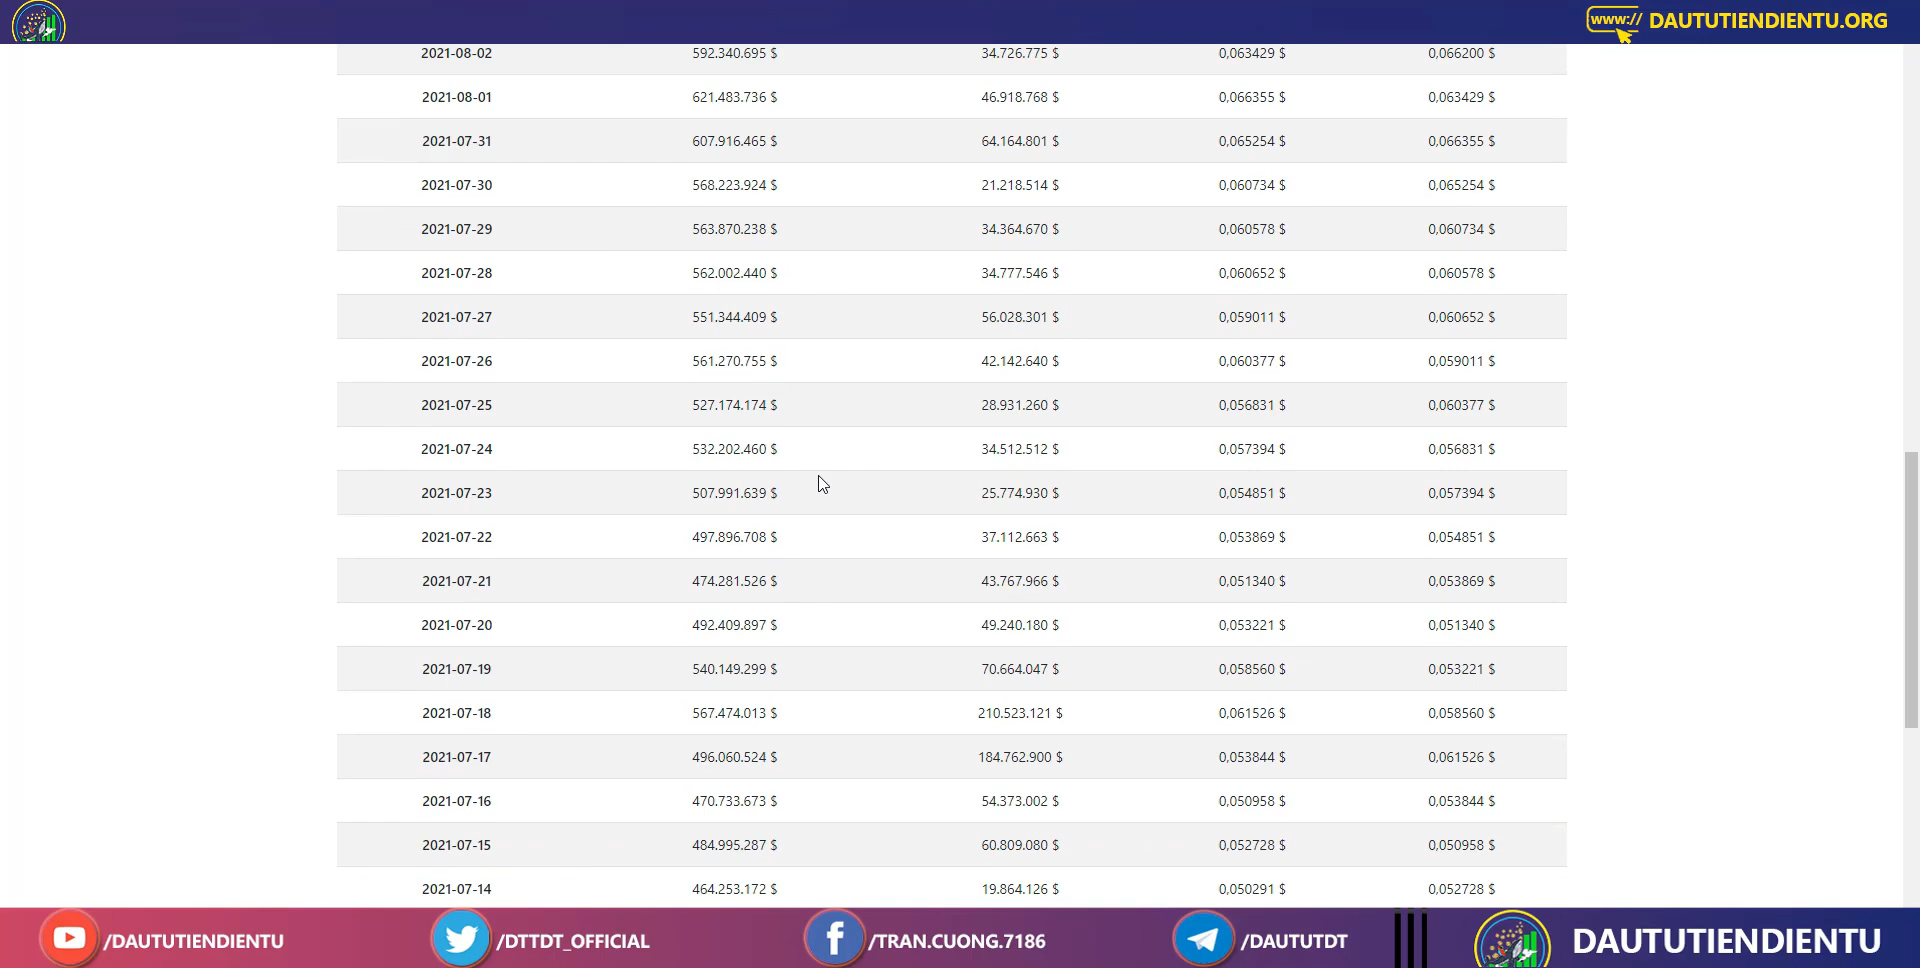 www:// DAUTUTIENDIENTU.ORG
2021-08-02 592.340.695 $ 34.726.775 $ 0,063429 $ 0,066200 $
2021-08-01 621.483.736 $ 46.918.768 $ 0,066355 $ 0,063429 $
2021-07-31 607.916.465 $ 64.164.801 $ 0,065254 $ 0,066355 $
2021-07-30 568.223.924 $ 21.218.514 $ 0,060734 $ 0,065254 $
2021-07-29 563.870.238 $ 34.364.670 $ 0,060578 $ 0,060734 $
2021-07-28 562.002.440 $ 34.777.546 $ 0,060652 $ 0,060578 $
2021-07-27 551.344.409 $ 56.028.301 $ 0,059011 $ 0,060652 $
2021-07-26 561.270.755 $ 42.142.640 $ 0,060377 $ 0,059011 $
2021-07-25 527.174.174 $ 28.931.260 $ 0,056831 $ 0,060377 $
2021-07-24 532.202.460 $ 34.512.512 $ 0,057394 $ 0,056831 $
2021-07-23 507.991.639 $ 25.774.930 $ 0,054851 $ 0,057394 $
2021-07-22 497.896.708 $ 37.112.663 $ 0,053869 $ 0,054851 $
2021-07-21 474.281.526 $ 43.767.966 $ 0,051340 $ 0,053869 $
2021-07-20 492.409.897 $ 49.240.180 $ 0,053221 $ 0,051340 $
2021-07-19 540.149.299 $ 70.664.047 $ 0,058560 $ 0,053221 $
2021-07-18 567.474.013 $ 210.523.121 $ 0,061526 $ 0,058560 $
2021-07-17 496.060.524 $ 184.762.900 $ 0,053844 $ 0,061526 $
2021-07-16 470.733.673 $ 54.373.002 $ 0,050958 $ 0,053844 $
2021-07-15 484.995.287 $ 60.809.080 $ 0,052728 $ 0,050958 $
2021-07-14 464.253.172 $ 19.864.126 $ 0,050291 $ 0,052728 $
/DAUTUTIENDIENTU /DTTDT_OFFICIAL /TRAN.CUONG.7186 /DAUTUTDT DAUTUTIENDIENTU